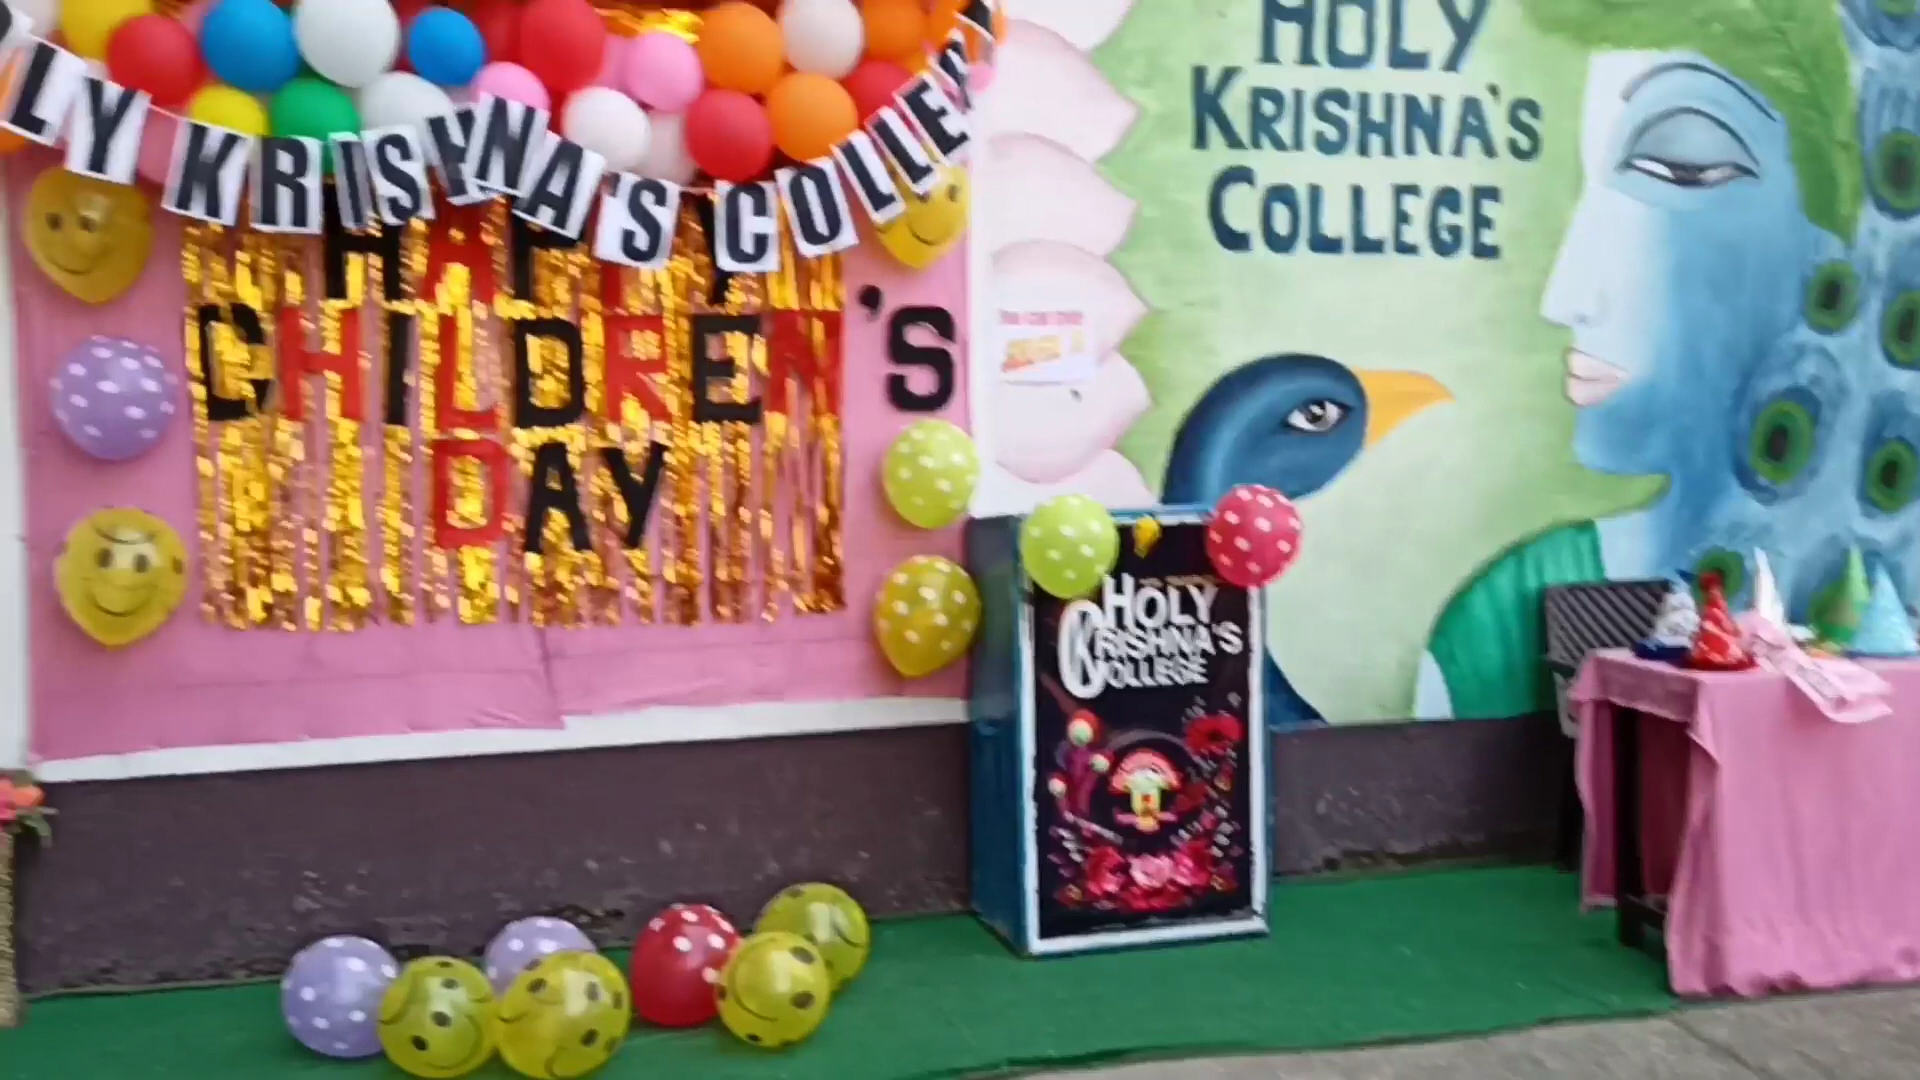 LY KRISHNA'S COLLE
HAPPY
CHILDREN'S
DAY
HOLY
KRISHNA'S
COLLEGE
HOLY
KRISHNA'S
COLLEGE